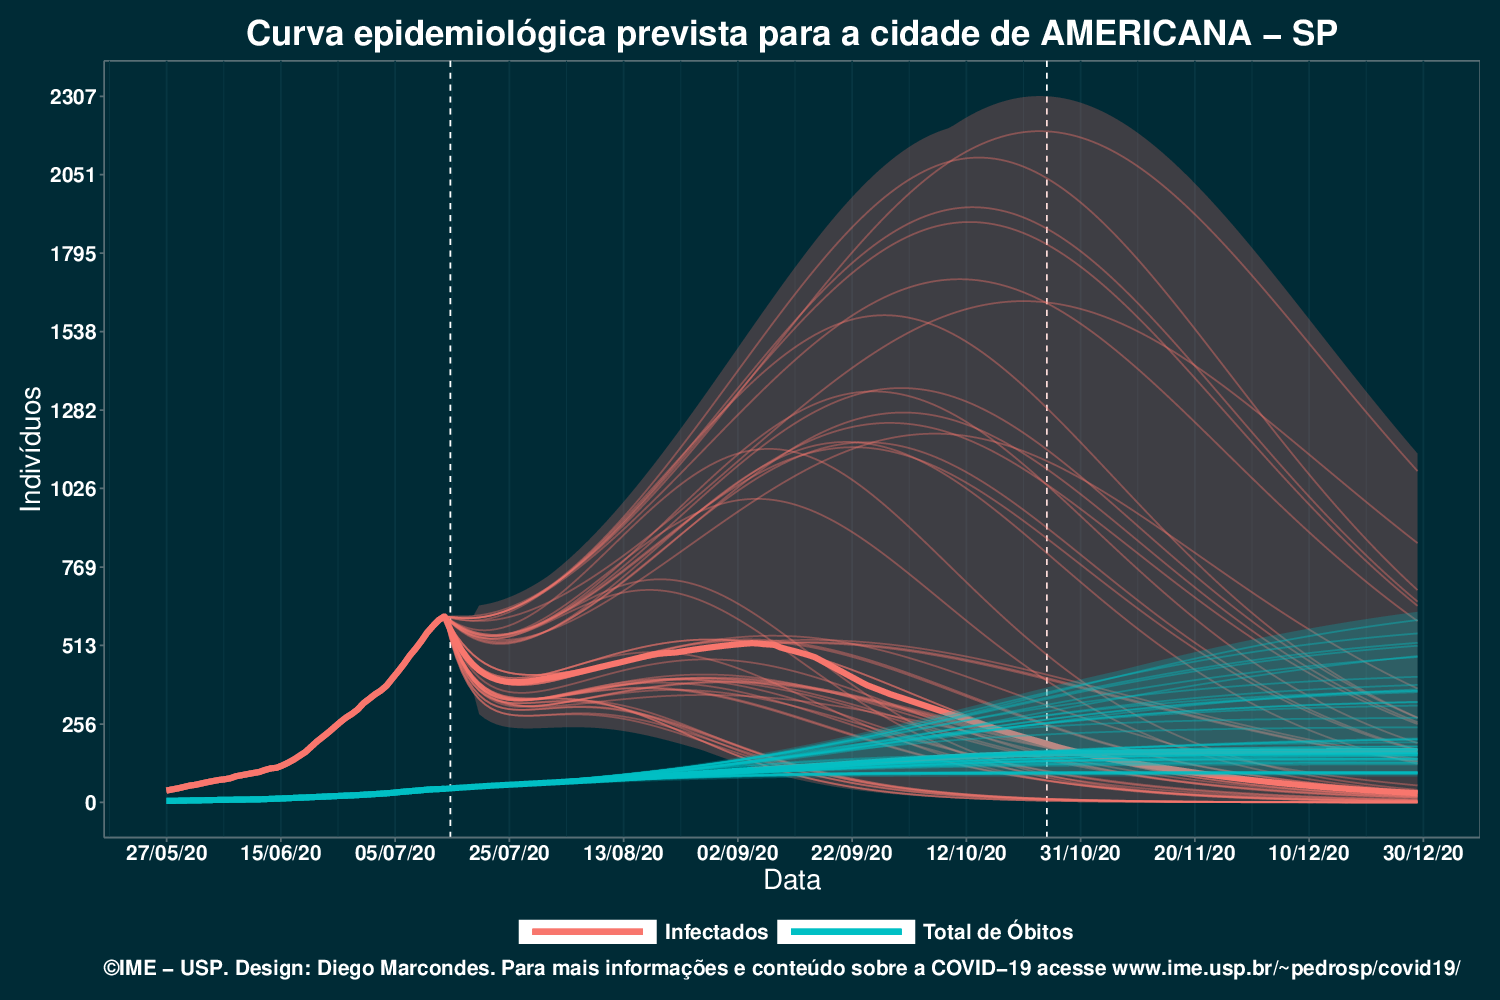 Curva epidemiológica prevista para a cidade de AMERICANA – SP
2307
2051
1795
1538
1282
1026
769
513
256
0
Indivíduos
27/05/20 15/06/20 05/07/20 25/07/20 13/08/20 02/09/20 22/09/20 12/10/20 31/10/20 20/11/20 10/12/20 30/12/20
Data
Infectados Total de Óbitos
©IME – USP. Design: Diego Marcondes. Para mais informações e conteúdo sobre a COVID–19 acesse www.ime.usp.br/~pedrosp/covid19/